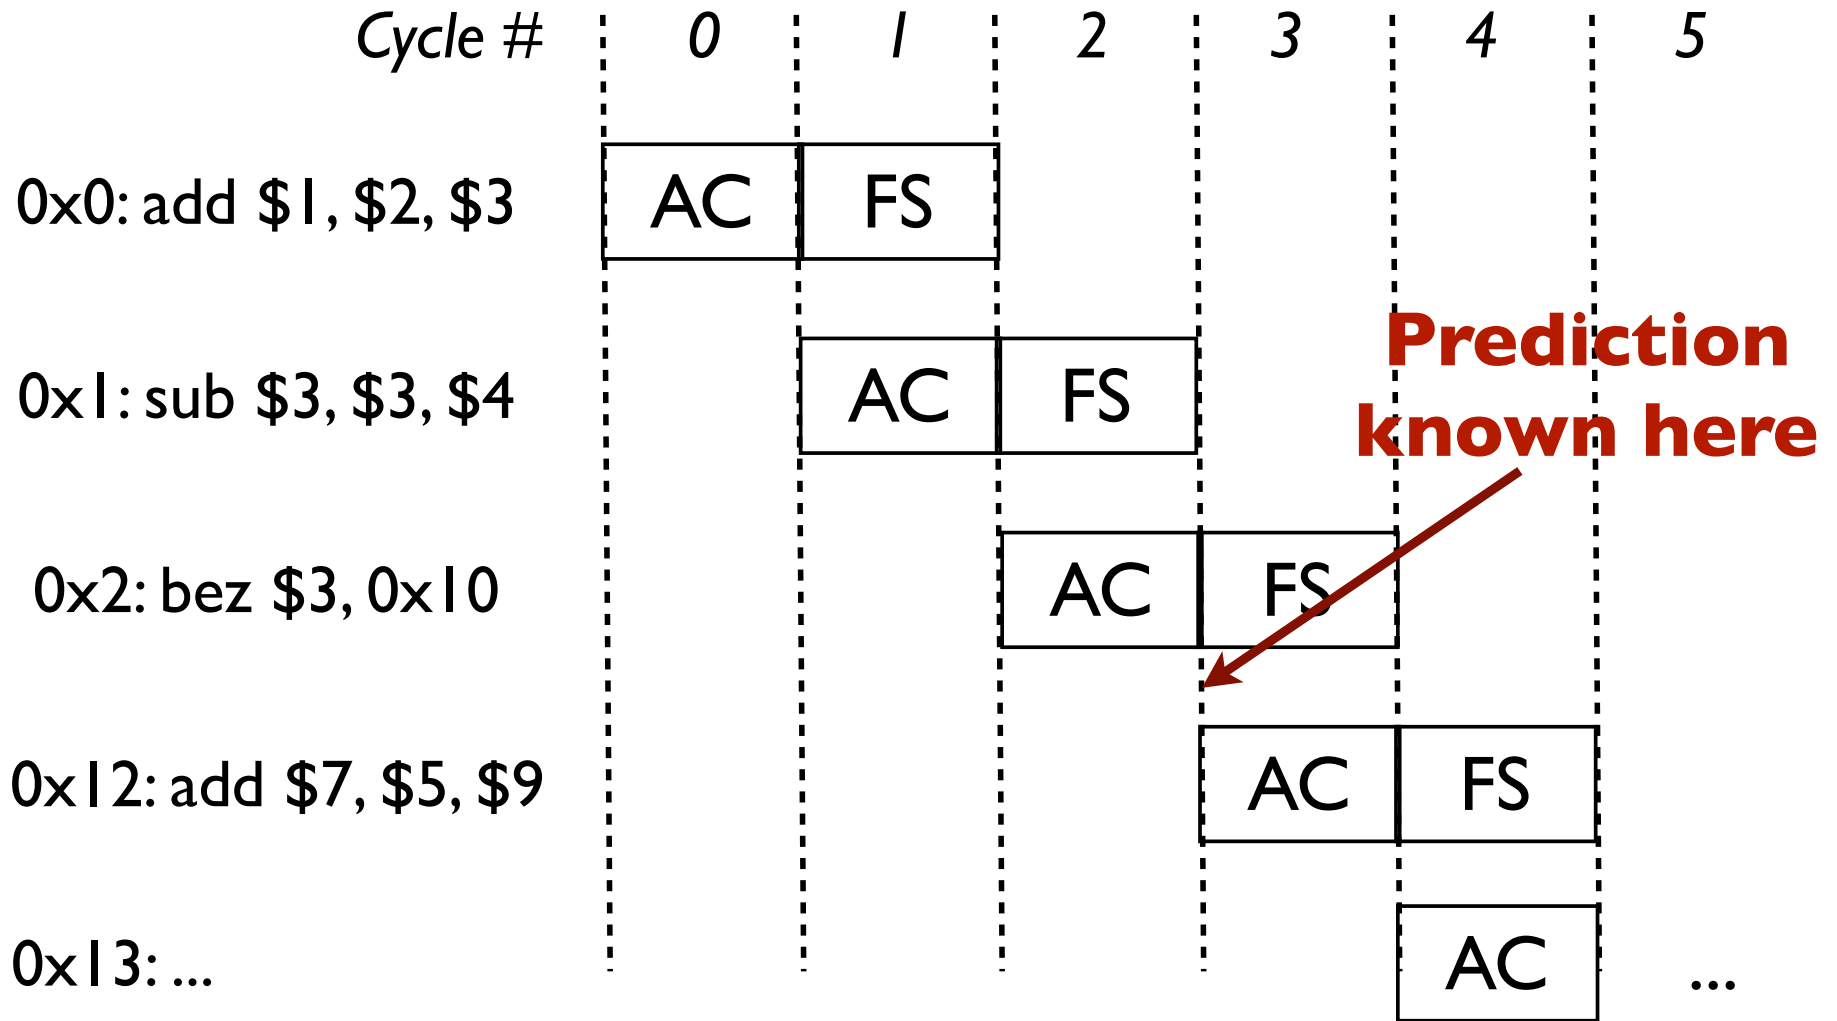 Cycle # 0 1 2 3 4 5
0x0: add $1, $2, $3 AC FS
0x1: sub $3, $3, $4 AC FS
Prediction
known here
0x2: bez $3, 0x10 AC FS
0x12: add $7, $5, $9 AC FS
0x13: ... AC ...